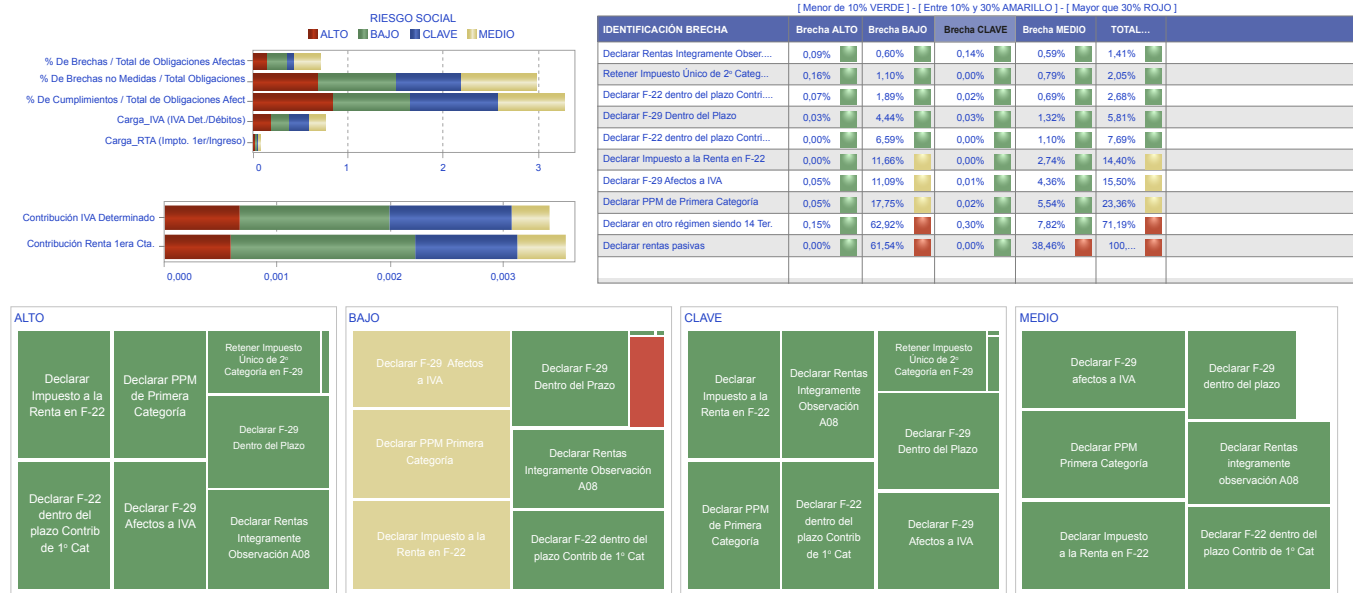 RIESGO SOCIAL
ALTO BAJO CLAVE MEDIO
% De Brechas / Total de Obligaciones Afectas
% De Brechas no Medidas / Total Obligaciones
% De Cumplimientos / Total de Obligaciones Afect
Carga_IVA (IVA Det./Débitos)
Carga_RTA (Impto. 1er/Ingreso)
0 1 2 3
Contribución IVA Determinado
Contribución Renta 1era Cta.
0,000 0,001 0,002 0,003
[ Menor de 10% VERDE ] - [ Entre 10% y 30% AMARILLO ] - [ Mayor que 30% ROJO ]
IDENTIFICACIÓN BRECHA Brecha ALTO Brecha BAJO Brecha CLAVE Brecha MEDIO TOTAL...
Declarar Rentas Integramente Obser.... 0,09% 0,60% 0,14% 0,59% 1,41%
Retener Impuesto Único de 2º Categ... 0,16% 1,10% 0,00% 0,79% 2,05%
Declarar F-22 dentro del plazo Contri.... 0,07% 1,89% 0,02% 0,69% 2,68%
Declarar F-29 Dentro del Plazo 0,03% 4,44% 0,03% 1,32% 5,81%
Declarar F-22 dentro del plazo Contri... 0,00% 6,59% 0,00% 1,10% 7,69%
Declarar Impuesto a la Renta en F-22 0,00% 11,66% 0,00% 2,74% 14,40%
Declarar F-29 Afectos a IVA 0,05% 11,09% 0,01% 4,36% 15,50%
Declarar PPM de Primera Categoría 0,05% 17,75% 0,02% 5,54% 23,36%
Declarar en otro régimen siendo 14 Ter. 0,15% 62,92% 0,30% 7,82% 71,19%
Declarar rentas pasivas 0,00% 61,54% 0,00% 38,46% 100,...
ALTO
Declarar
Impuesto a la
Renta en F-22
Declarar PPM
de Primera
Categoría
Retener Impuesto
Único de 2º
Categoría en F-29
Declarar F-29
Dentro del Plazo
Declarar F-22
dentro del
plazo Contrib
de 1º Cat
Declarar F-29
Afectos a IVA
Declarar Rentas
Integramente
Observación A08
BAJO
Declarar F-29 Afectos
a IVA
Declarar PPM Primera
Categoría
Declarar Impuesto a la
Renta en F-22
Declarar F-29
Dentro del Prazo
Declarar Rentas
Integramente Observación
A08
Declarar F-22 dentro del
plazo Contrib de 1º Cat
CLAVE
Declarar
Impuesto a la
Renta en F-22
Declarar Rentas
Integramente
Observación
A08
Retener Impuesto
Único de 2º
Categoría en F-29
Declarar F-29
Dentro del Plazo
Declarar PPM
de Primera
Categoría
Declarar F-22
dentro del
plazo Contrib
de 1º Cat
Declarar F-29
Afectos a IVA
MEDIO
Declarar F-29
afectos a IVA
Declarar PPM
Primera Categoría
Declarar Impuesto
a la Renta en F-22
Declarar F-29
dentro del plazo
Declarar Rentas
integramente
observación A08
Declarar F-22 dentro del
plazo Contrib de 1º Cat